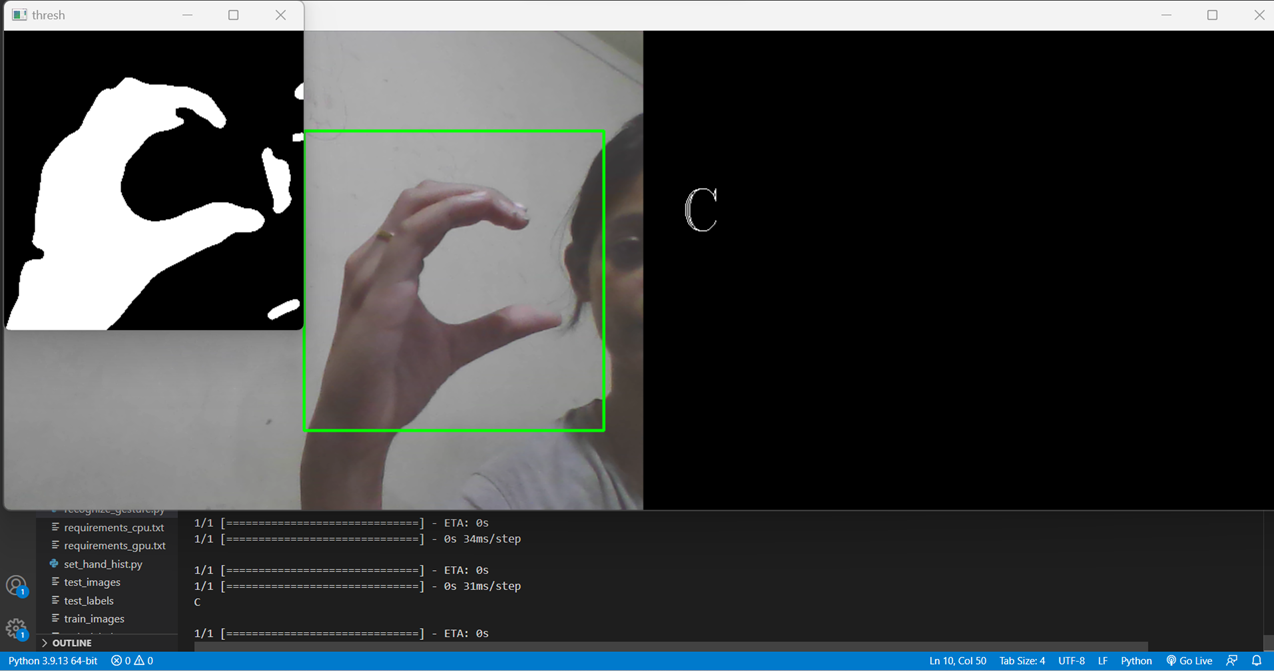 thresh
C
recognize_gesture.py
requirements_cpu.txt
requirements_gpu.txt
set_hand_hist.py
test_images
test_labels
train_images
OUTLINE
1/1 [==============================] - ETA: 0s
1/1 [==============================] - 0s 34ms/step
1/1 [==============================] - ETA: 0s
1/1 [==============================] - 0s 31ms/step
C
1/1 [==============================] - ETA: 0s
1
1
Python 3.9.13 64-bit
0
0
Ln 10, Col 50
Tab Size: 4
UTF-8
LF
Python
Go Live